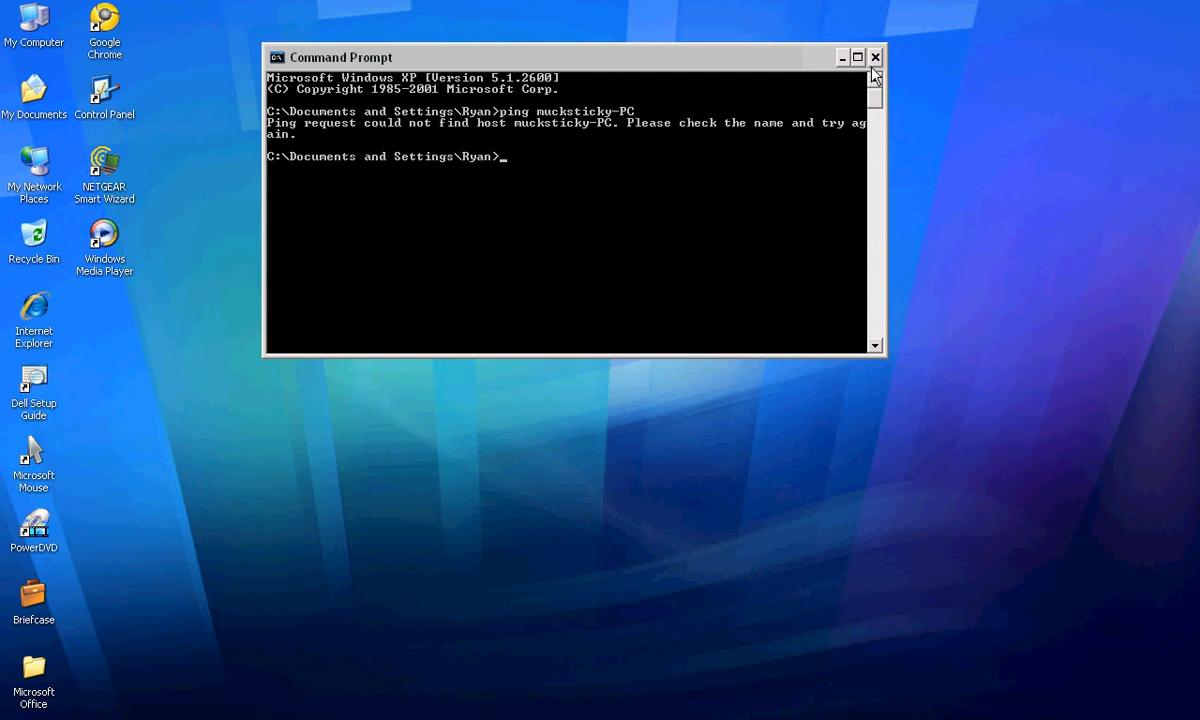 My Computer
Google
Chrome
My Documents
Control Panel
My Network
Places
NETGEAR
Smart Wizard
Recycle Bin
Windows
Media Player
Internet
Explorer
Dell Setup
Guide
Microsoft
Mouse
PowerDVD
Briefcase
Microsoft
Office
Command Prompt
Microsoft Windows XP [Version 5.1.2600]
(C) Copyright 1985-2001 Microsoft Corp.
C:\Documents and Settings\Ryan>ping mucksticky-PC
Ping request could not find host mucksticky-PC. Please check the name and try ag
ain.
C:\Documents and Settings\Ryan>_